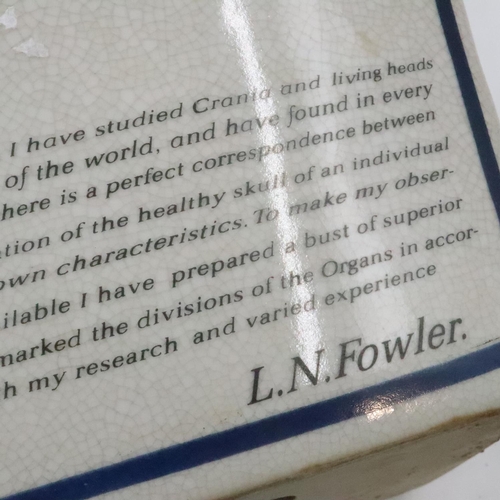 I have studied Crania and living heads
of the world, and have found in every
here is a perfect correspondence between
ation of the healthy skull of an individual
own characteristics. To make my obser-
ilable I have prepared a bust of superior
marked the divisions of the Organs in accor-
h my research and varied experience
L.N.Fowler.